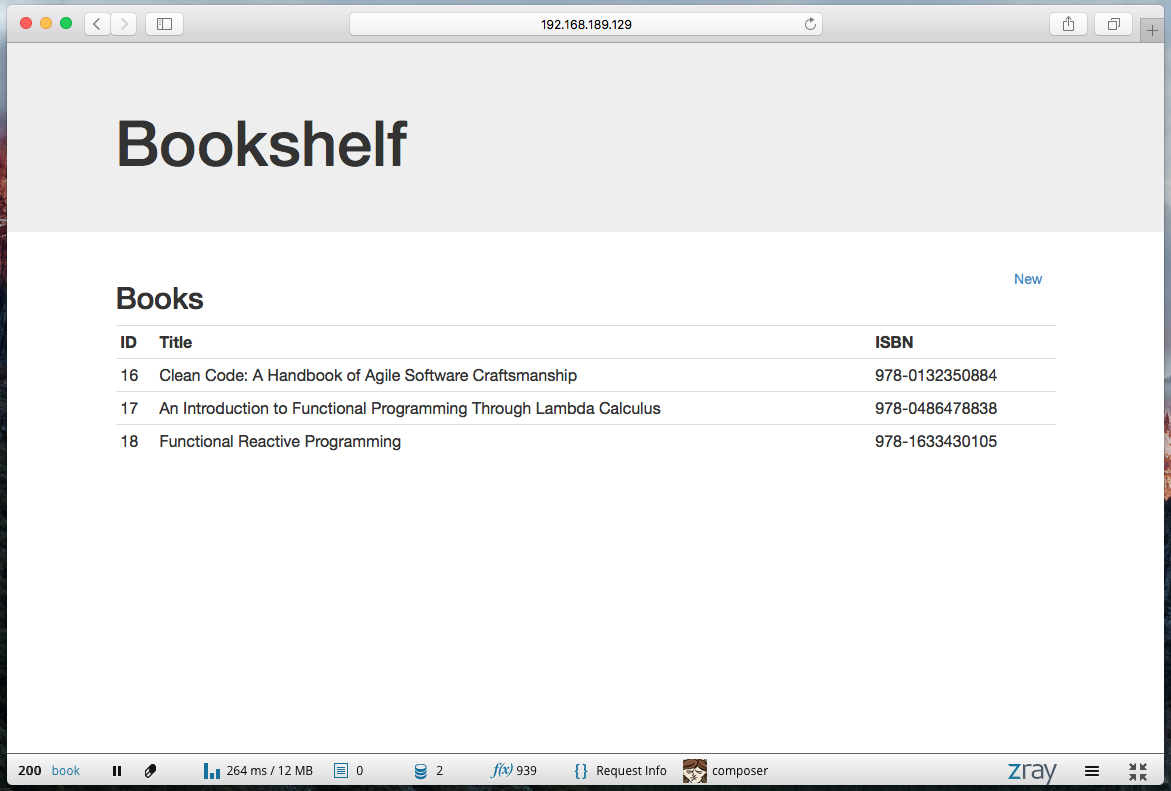 192.168.189.129
Bookshelf
New
Books
ID Title ISBN
16 Clean Code: A Handbook of Agile Software Craftsmanship 978-0132350884
17 An Introduction to Functional Programming Through Lambda Calculus 978-0486478838
18 Functional Reactive Programming 978-1633430105
200 book 264 ms / 12 MB 0 2 f(x) 939 {} Request Info composer zray